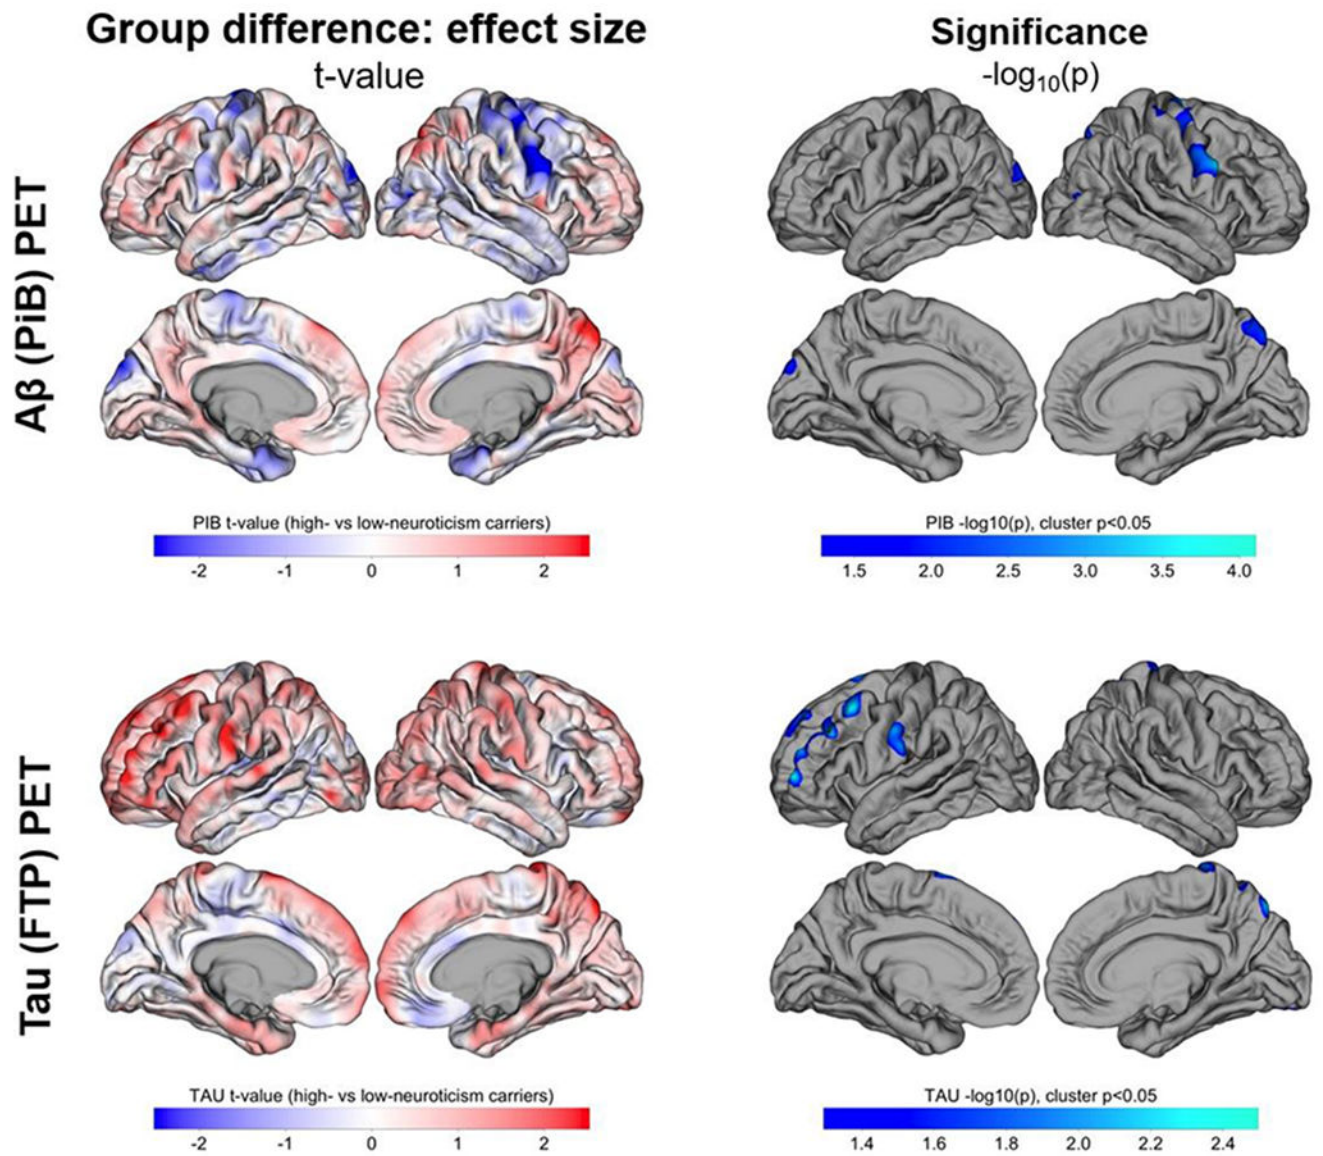 Group difference: effect size
t-value
Significance
-log10(p)
Aβ (PiB) PET
PIB t-value (high- vs low-neuroticism carriers)
-2 -1 0 1 2
PIB -log10(p), cluster p<0.05
1.5 2.0 2.5 3.0 3.5 4.0
Tau (FTP) PET
TAU t-value (high- vs low-neuroticism carriers)
-2 -1 0 1 2
TAU -log10(p), cluster p<0.05
1.4 1.6 1.8 2.0 2.2 2.4